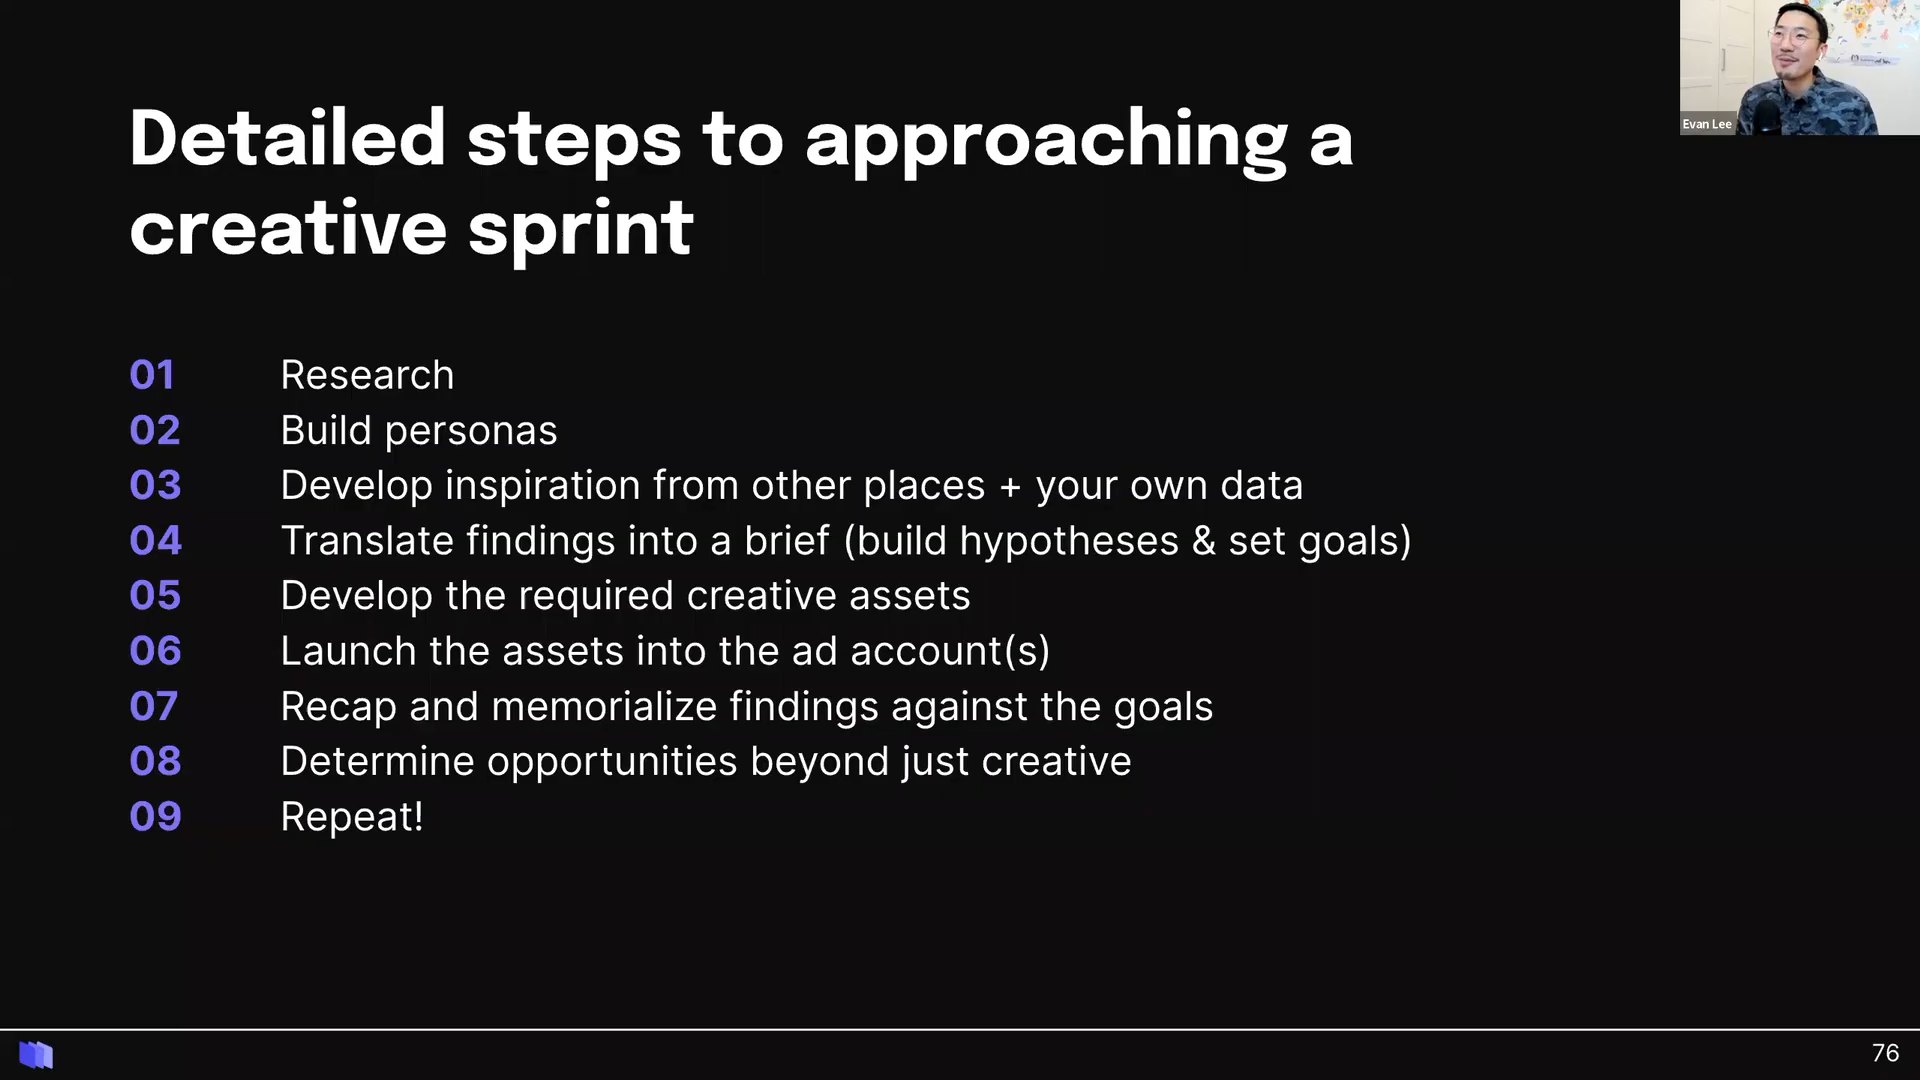 Detailed steps to approaching a
creative sprint
01 Research
02 Build personas
03 Develop inspiration from other places + your own data
04 Translate findings into a brief (build hypotheses & set goals)
05 Develop the required creative assets
06 Launch the assets into the ad account(s)
07 Recap and memorialize findings against the goals
08 Determine opportunities beyond just creative
09 Repeat!
Evan Lee
76